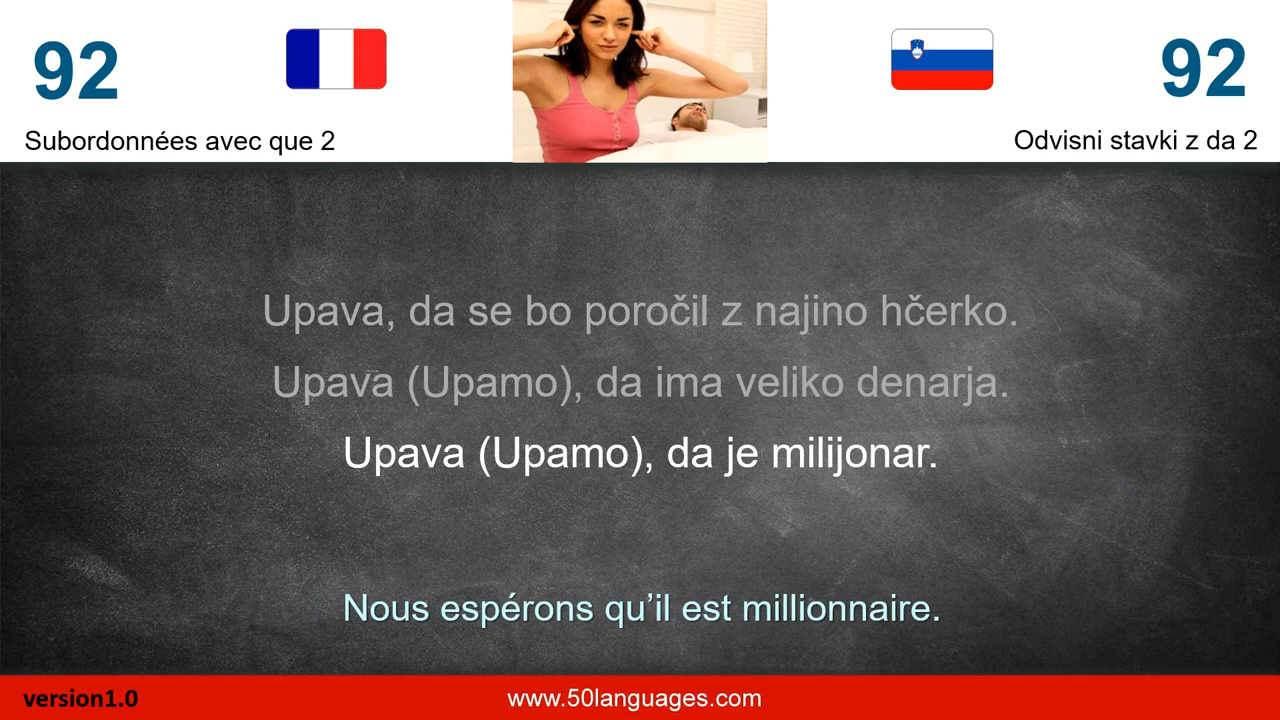 92
92
Subordonnées avec que 2
Odvisni stavki z da 2
Upava, da se bo poročil z najino hčerko.
Upava (Upamo), da ima veliko denarja.
Upava (Upamo), da je milijonar.
Nous espérons qu’il est millionnaire.
version1.0
www.50languages.com